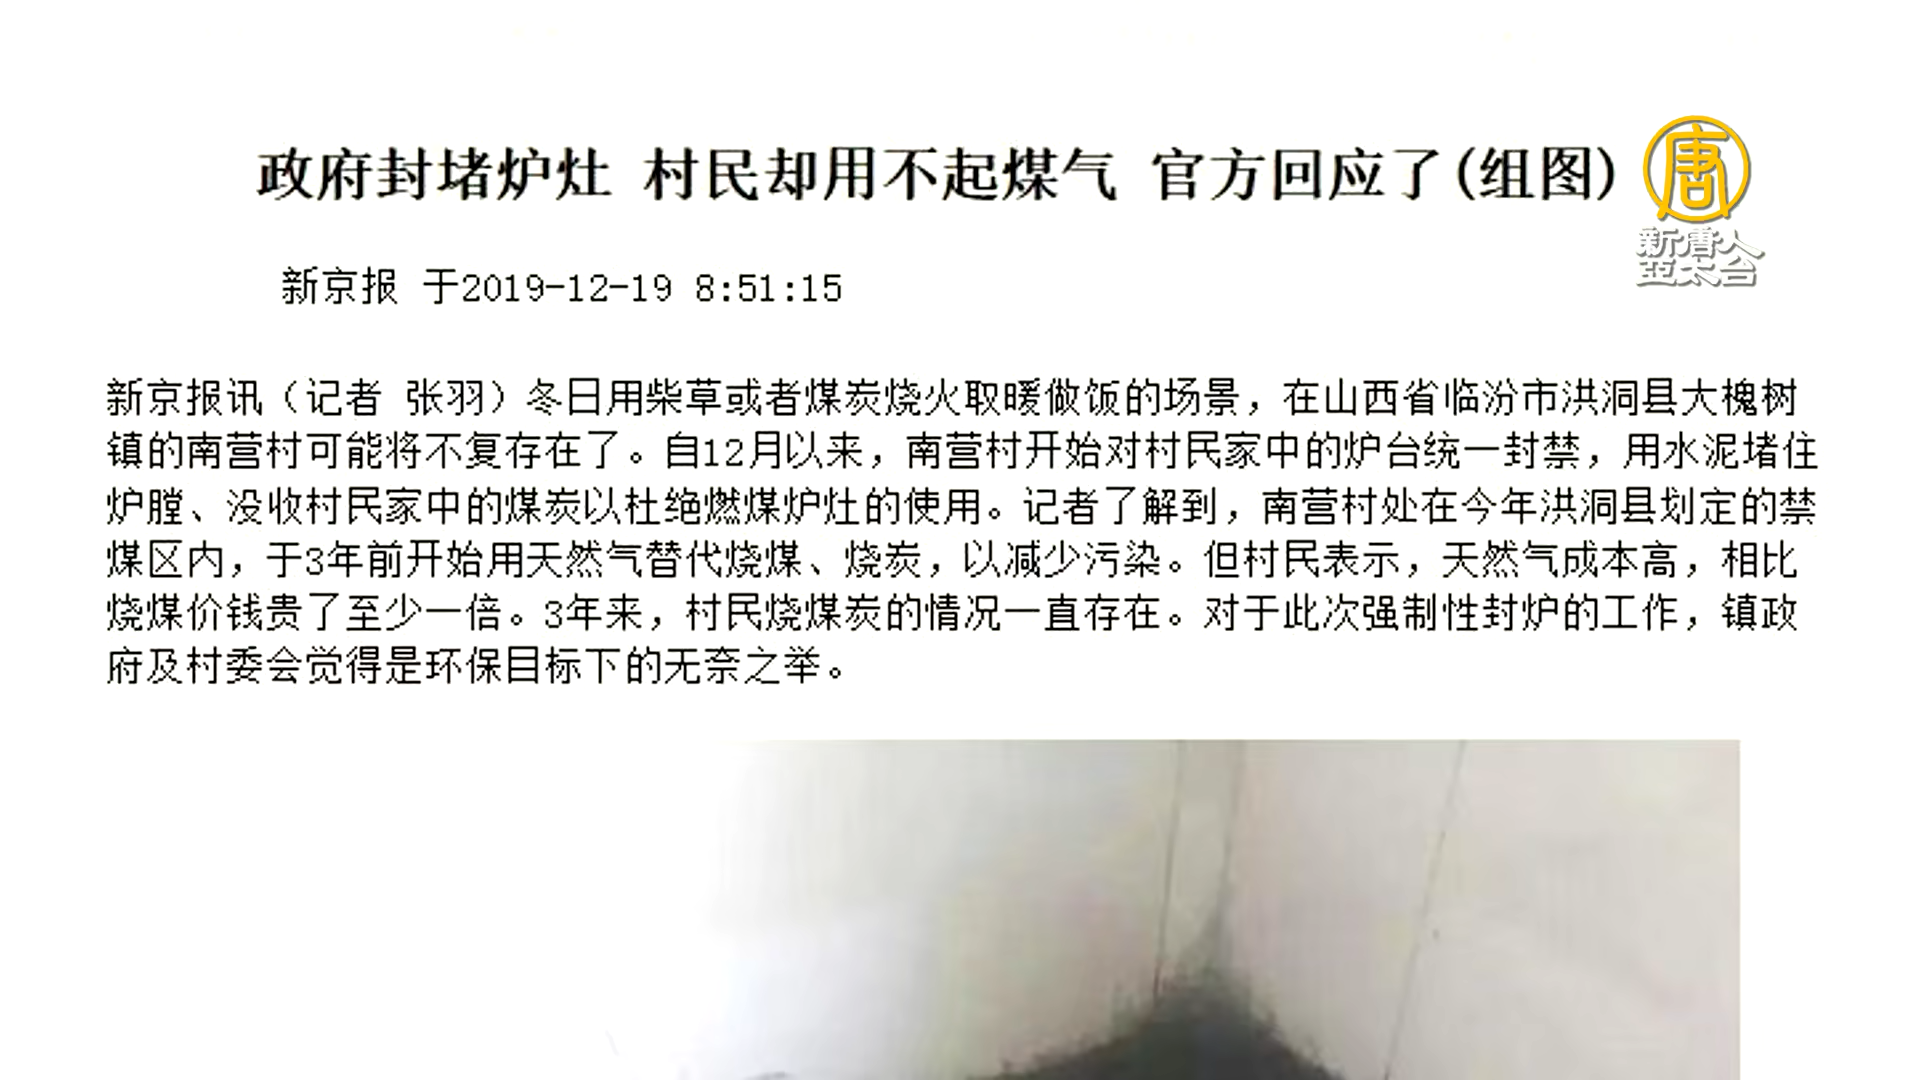 政府封堵炉灶 村民却用不起煤气 官方回应了(组图)
唐
新唐人
亞太台
新京报 于2019-12-19 8:51:15
新京报讯（记者 张羽）冬日用柴草或者煤炭烧火取暖做饭的场景，在山西省临汾市洪洞县大槐树
镇的南营村可能将不复存在了。自12月以来，南营村开始对村民家中的炉台统一封禁，用水泥堵住
炉膛、没收村民家中的煤炭以杜绝燃煤炉灶的使用。记者了解到，南营村处在今年洪洞县划定的禁
煤区内，于3年前开始用天然气替代烧煤、烧炭，以减少污染。但村民表示，天然气成本高，相比
烧煤价钱贵了至少一倍。3年来，村民烧煤炭的情况一直存在。对于此次强制性封炉的工作，镇政
府及村委会觉得是环保目标下的无奈之举。